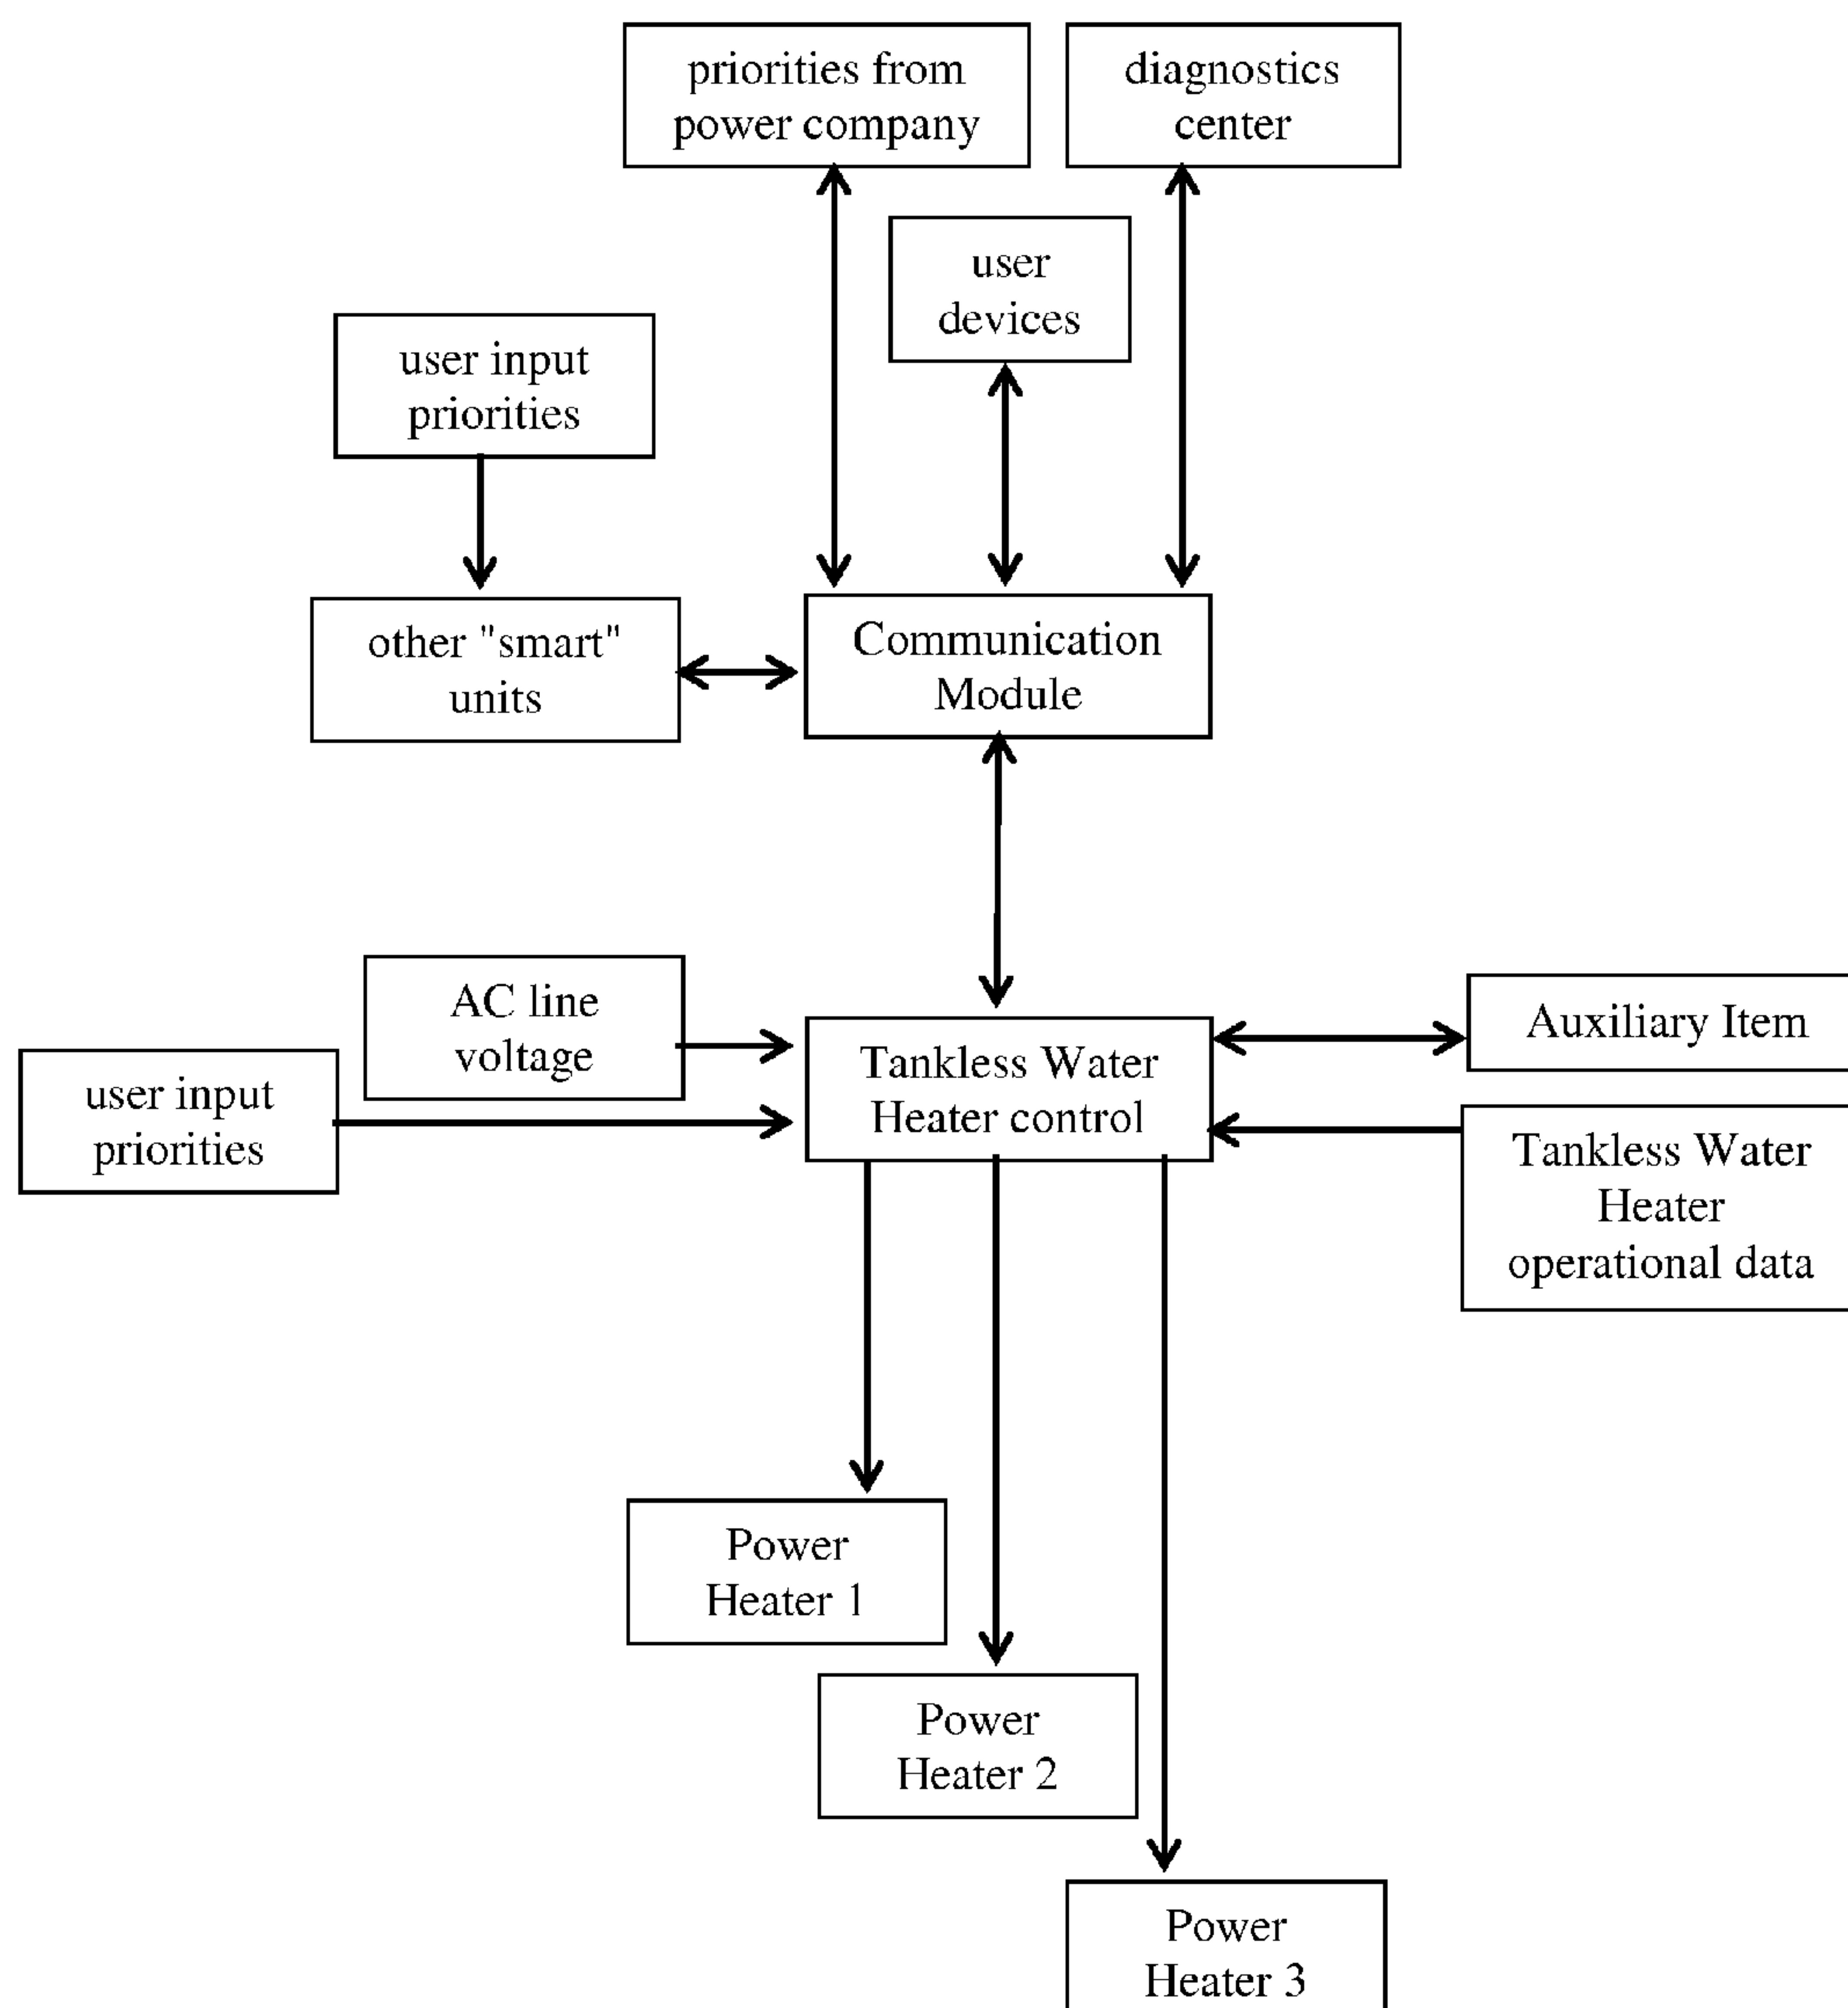 priorities from
power company
diagnostics
center
user
devices
user input
priorities
other "smart"
units
Communication
Module
AC line
voltage
user input
priorities
Tankless Water
Heater control
Auxiliary Item
Tankless Water
Heater
operational data
Power
Heater 1
Power
Heater 2
Power
Heater 3